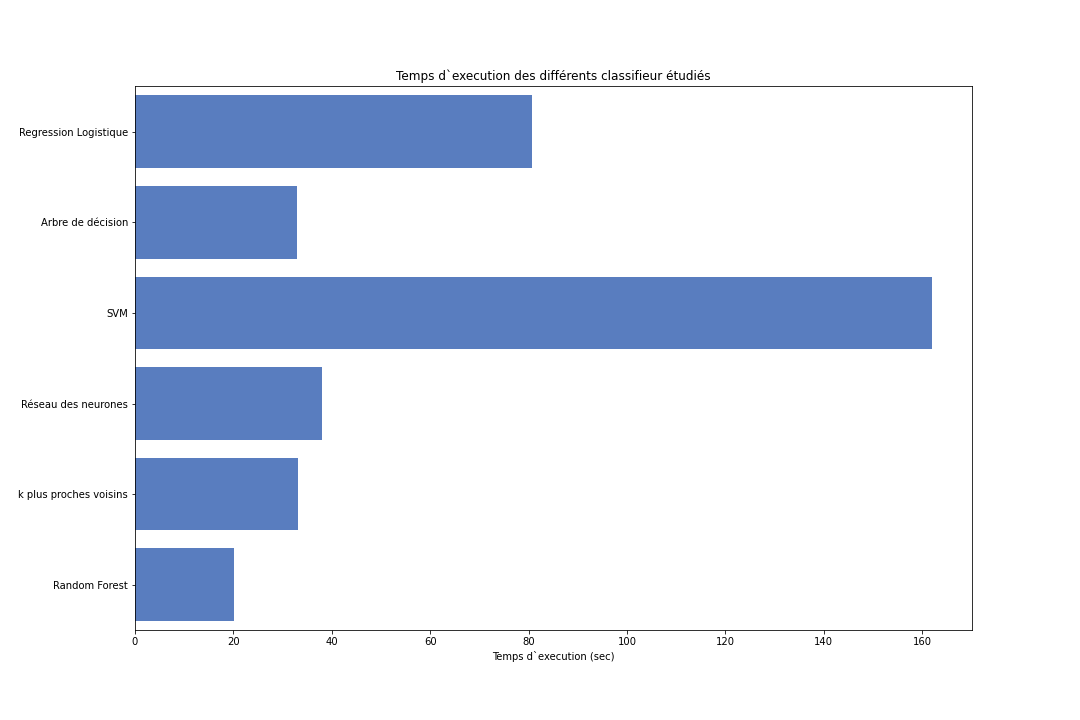 Temps d`execution des différents classifieur étudiés
Regression Logistique
Arbre de décision
SVM
Réseau des neurones
k plus proches voisins
Random Forest
0 20 40 60 80 100 120 140 160
Temps d`execution (sec)